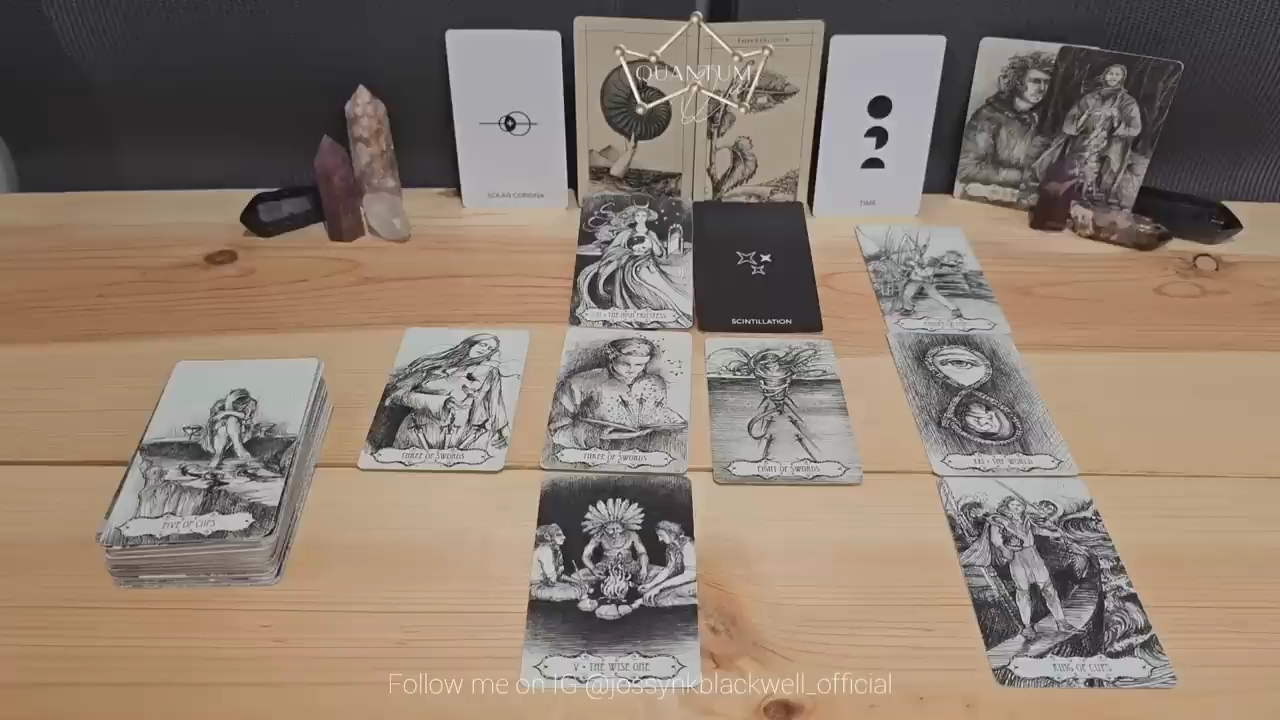 QUANTUM
SOLAR CORONA
TIME
II • THE HIGH PRIESTESS
SCINTILLATION
THREE OF SWORDS
THREE OF SWORDS
EIGHT OF SWORDS
XXI • THE WORLD
FIVE OF CUPS
V • THE WISE ONE
KING OF CUPS
Follow me on IG @jossynkblackwell_official